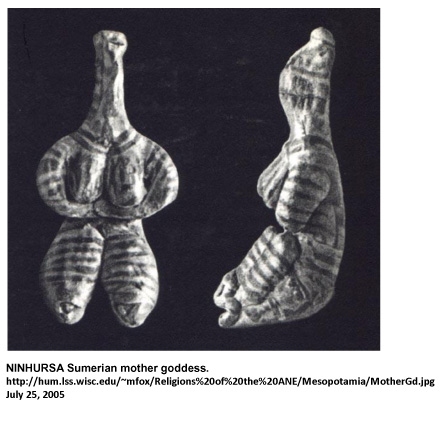 NINHURSA Sumerian mother goddess.
http://hum.lss.wisc.edu/~mfox/Religions%20of%20the%20ANE/Mesopotamia/MotherGd.jpg
July 25, 2005